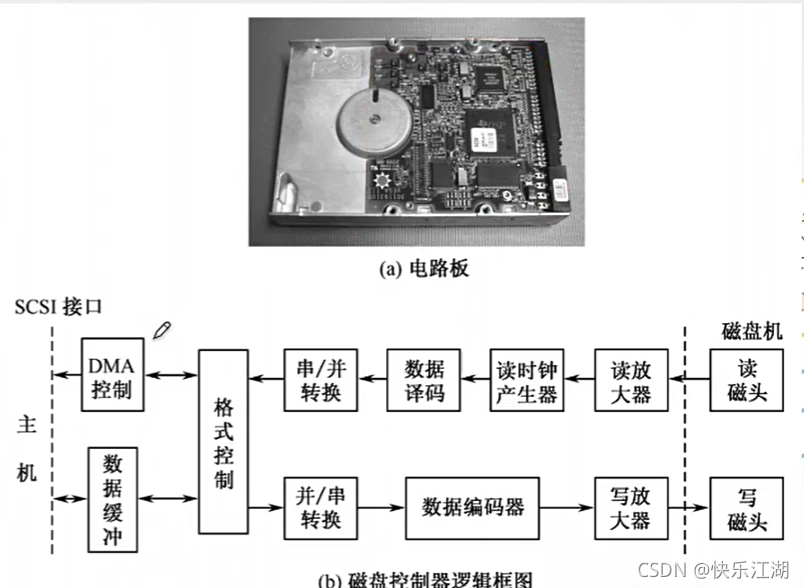 (a) 电路板
SCSI 接口
磁盘机
主
机
DMA
控制
数
据
缓
冲
格
式
控
制
串/并
转换
数据
译码
读时钟
产生器
读放
大器
读
磁头
并/串
转换
数据编码器
写放
大器
写
磁头
(b) 磁盘控制器逻辑框图
CSDN @快乐江湖